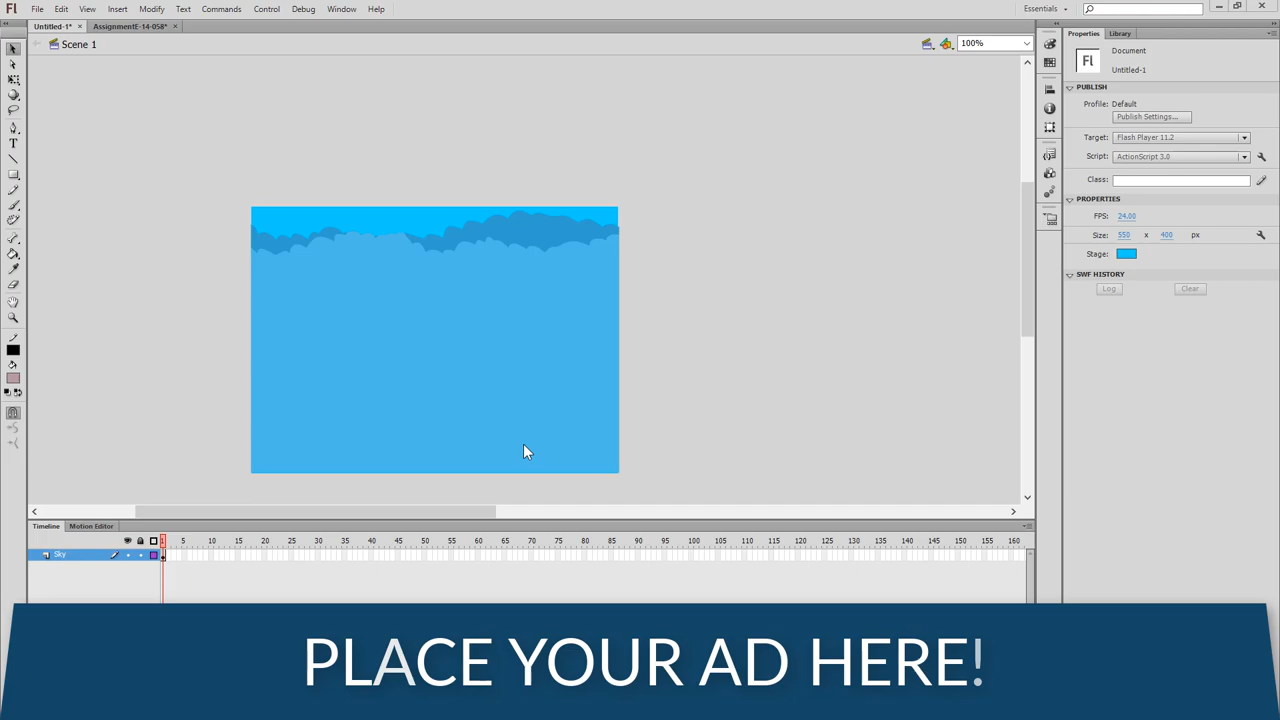 Fl File Edit View Insert Modify Text Commands Control Debug Window Help Essentials
Untitled-1* × AssignmentE-14-058* ×
Scene 1 100%
Properties Library
Fl Document
Untitled-1
PUBLISH
Profile: Default
Publish Settings...
Target: Flash Player 11.2
Script: ActionScript 3.0
Class:
PROPERTIES
FPS: 24.00
Size: 550 x 400 px
Stage:
SWF HISTORY
Log Clear
Timeline Motion Editor
1 5 10 15 20 25 30 35 40 45 50 55 60 65 70 75 80 85 90 95 100 105 110 115 120 125 130 135 140 145 150 155 160
Sky
PLACE YOUR AD HERE!